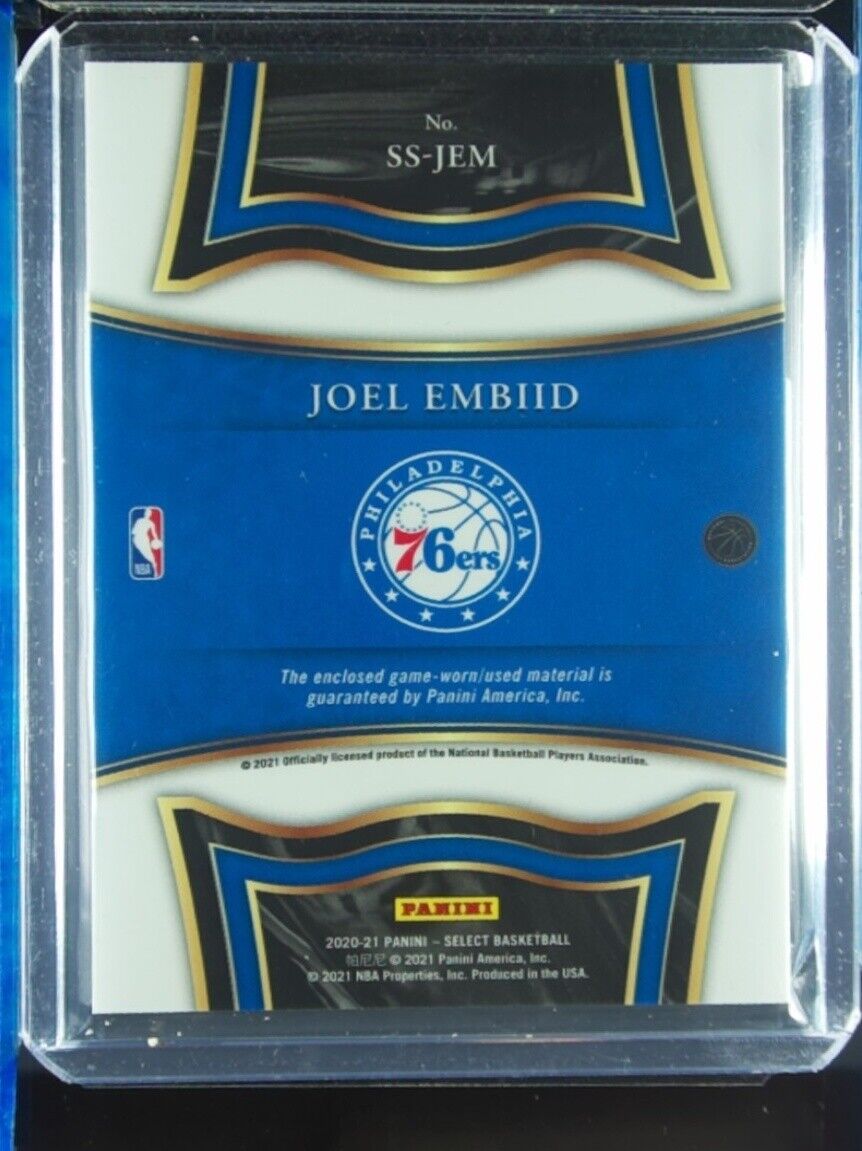 No.
SS-JEM
JOEL EMBIID
PHILADELPHIA
76ers
NBA
The enclosed game-worn/used material is
guaranteed by Panini America, Inc.
© 2021 Officially licensed product of the National Basketball Players Association.
PANINI
2020-21 PANINI – SELECT BASKETBALL
帕尼尼 © 2021 Panini America, Inc.
© 2021 NBA Properties, Inc. Produced in the USA.